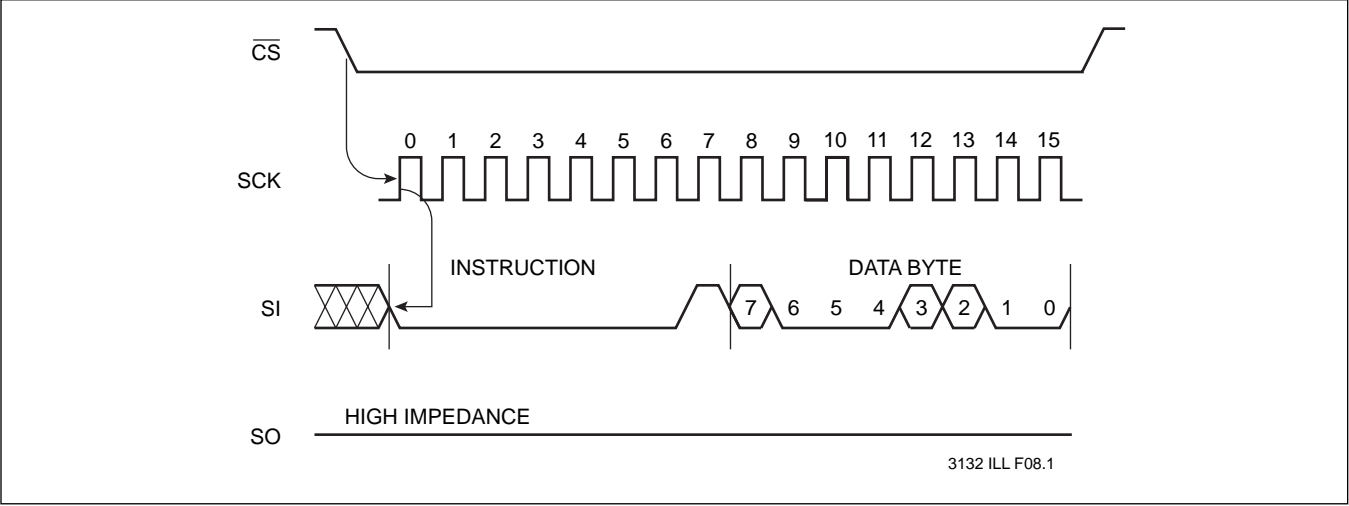 CS
0 1 2 3 4 5 6 7 8 9 10 11 12 13 14 15
SCK
INSTRUCTION DATA BYTE
SI 7 6 5 4 3 2 1 0
HIGH IMPEDANCE
SO
3132 ILL F08.1